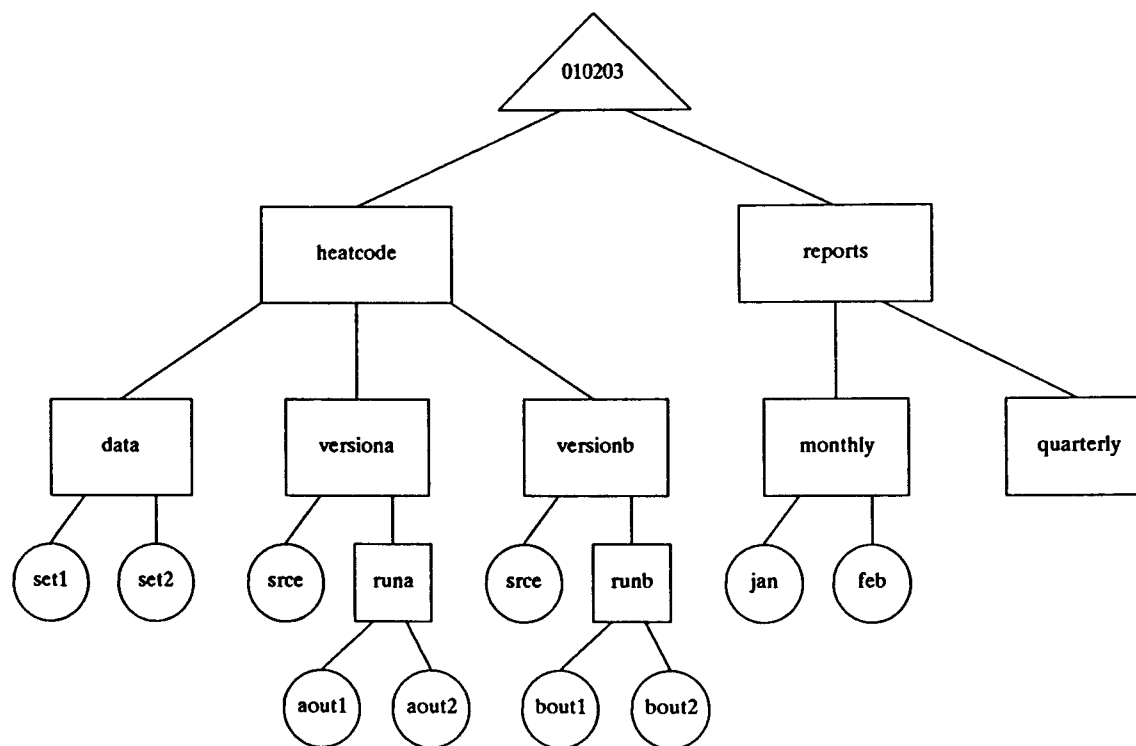 010203
heatcode
reports
data
versiona
versionb
monthly
quarterly
set1
set2
srce
runa
srce
runb
jan
feb
aout1
aout2
bout1
bout2